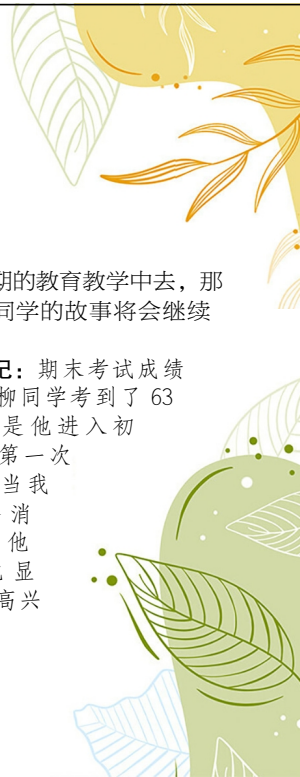 期的教育教学中去，那
同学的故事将会继续
记：期末考试成绩
柳同学考到了 63
是他进入初
第一次
当我
消
他
显
高兴